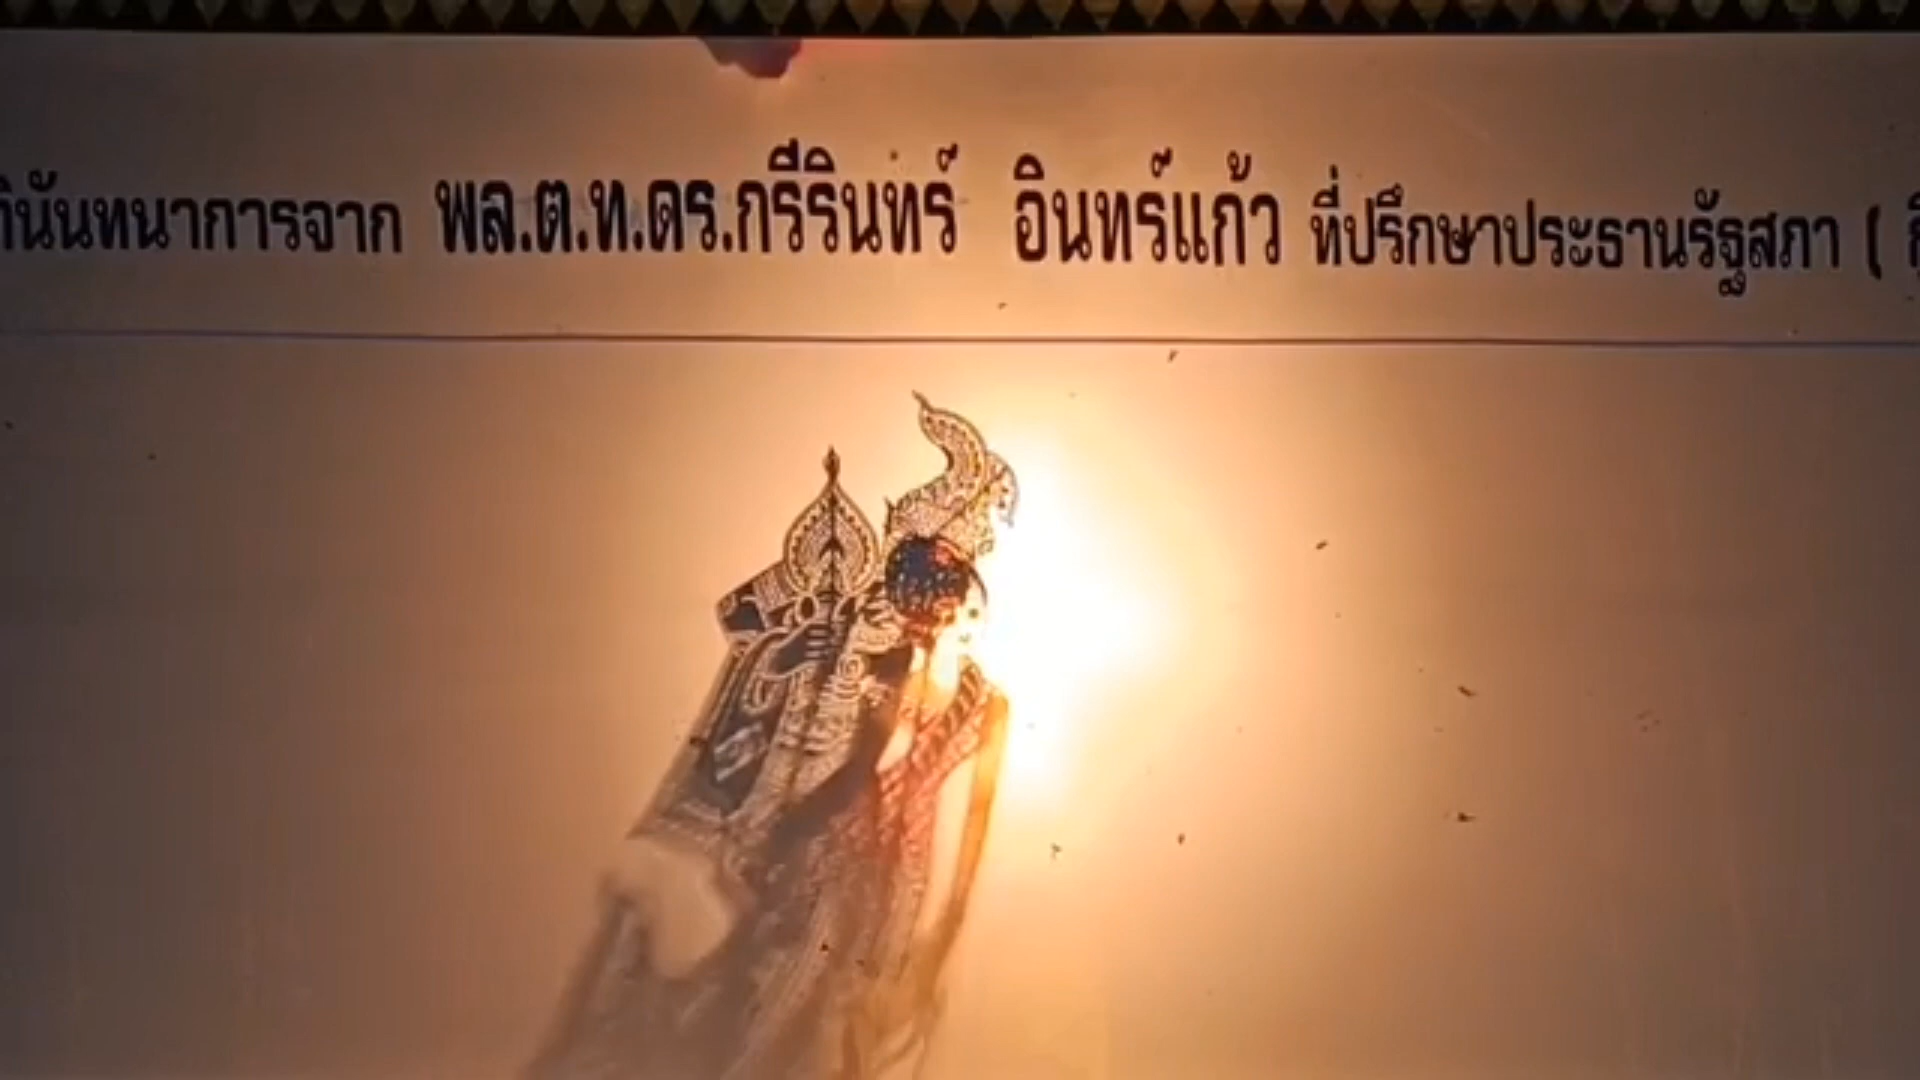 นันทนาการจาก พล.ต.ท.ดร.กรีรินทร์ อินทร์แก้ว ที่ปรึกษาประธานรัฐสภา (